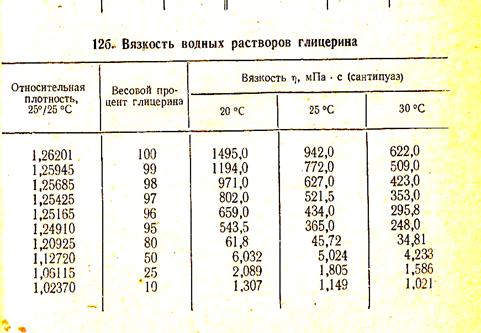 12б. Вязкость водных растворов глицерина
Относительная плотность, 25°/25 °C | Весовой процент глицерина | Вязкость η, мПа · с (сантипуаз)
20 °C | 25 °C | 30 °C
1,26201 100 1495,0 942,0 622,0
1,25945 99 1194,0 772,0 509,0
1,25685 98 971,0 627,0 423,0
1,25425 97 802,0 521,5 353,0
1,25165 96 659,0 434,0 295,8
1,24910 95 543,5 365,0 248,0
1,20925 80 61,8 45,72 34,81
1,12720 50 6,032 5,024 4,233
1,06115 25 2,089 1,805 1,586
1,02370 10 1,307 1,149 1,021